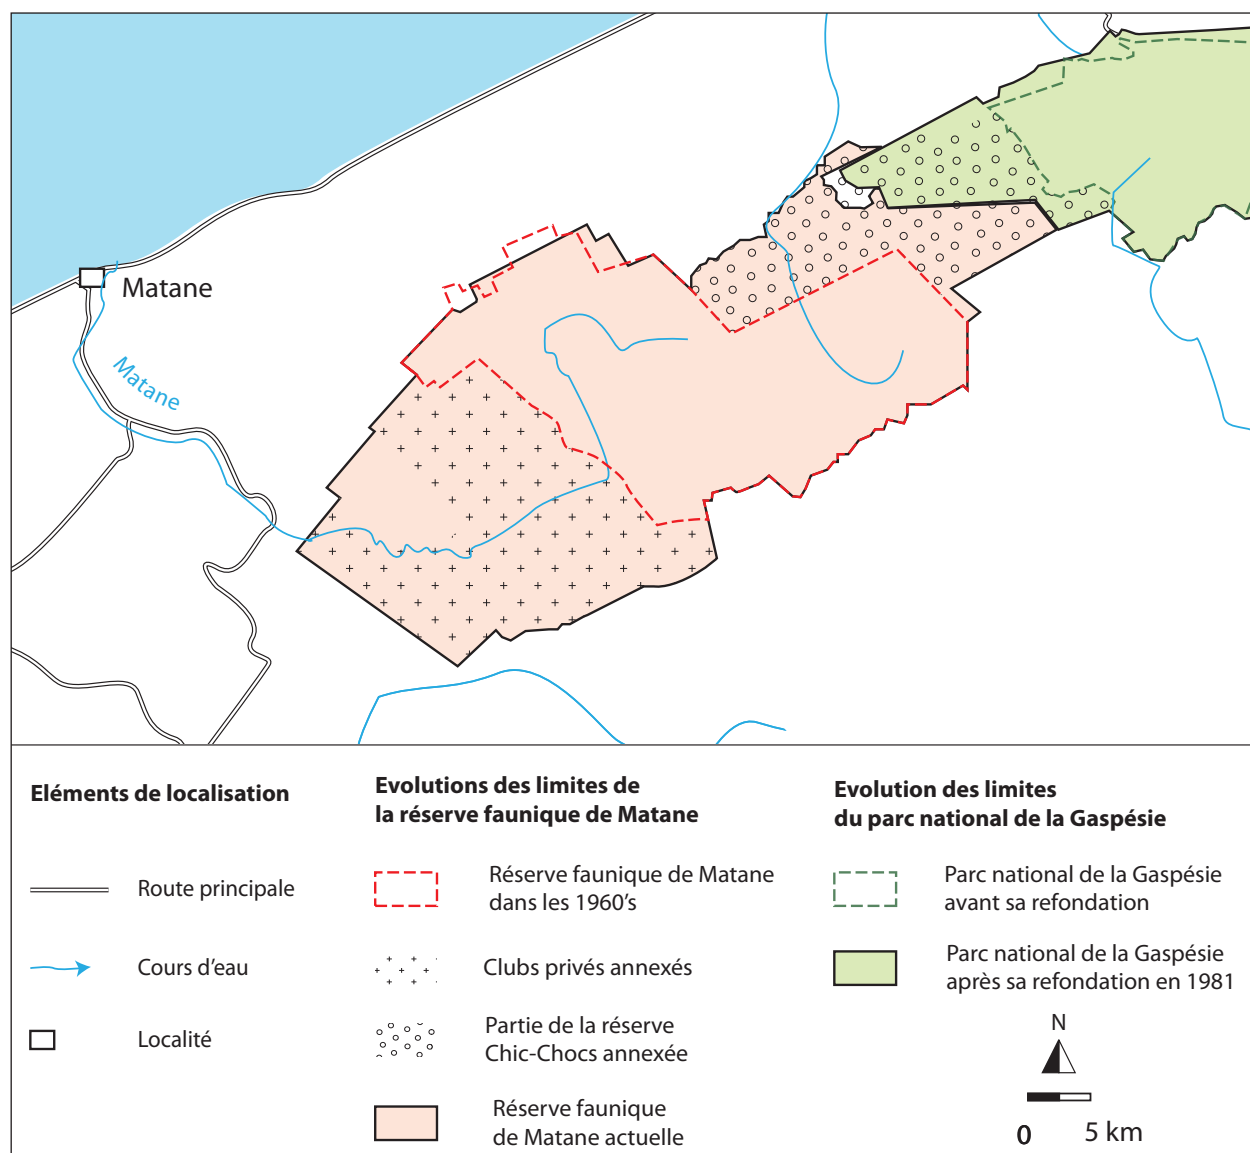 Matane
Matane
Eléments de localisation
Route principale
Cours d'eau
Localité
Evolutions des limites de
la réserve faunique de Matane
Réserve faunique de Matane
dans les 1960's
Clubs privés annexés
Partie de la réserve
Chic-Chocs annexée
Réserve faunique
de Matane actuelle
Evolution des limites
du parc national de la Gaspésie
Parc national de la Gaspésie
avant sa refondation
Parc national de la Gaspésie
après sa refondation en 1981
N
0 5 km